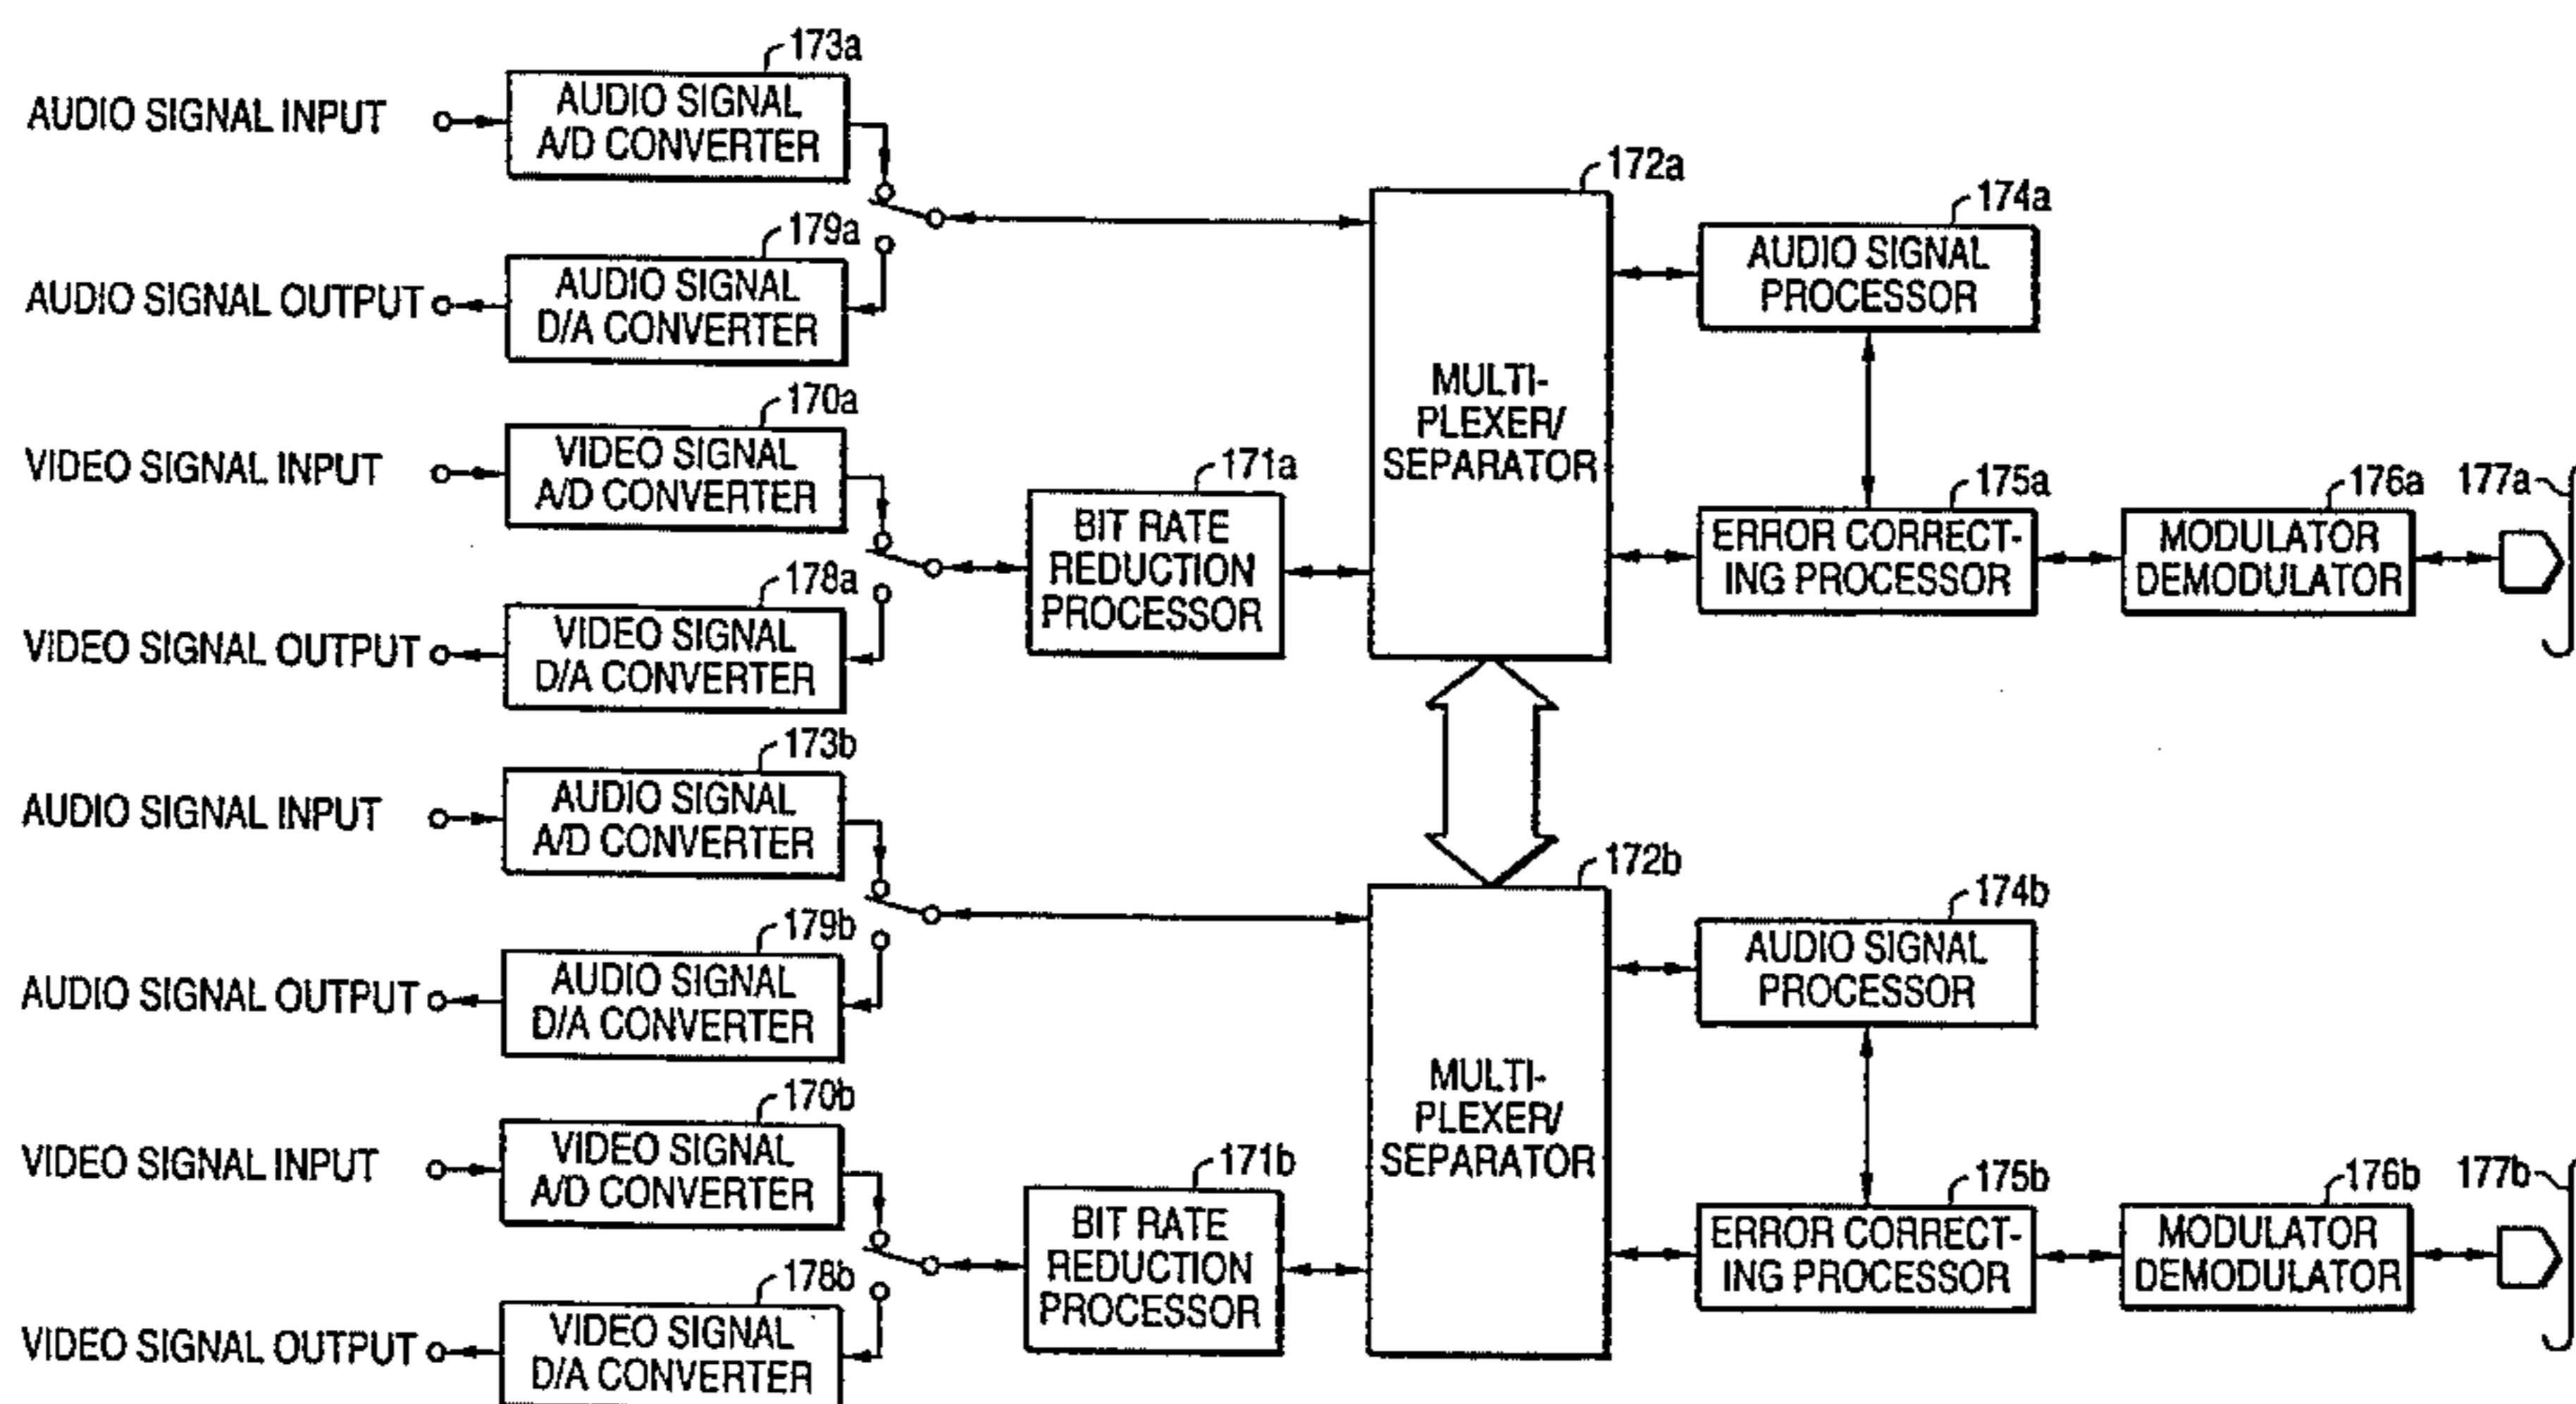 173a
AUDIO SIGNAL INPUT
AUDIO SIGNAL
A/D CONVERTER
172a
174a
179a
AUDIO SIGNAL
PROCESSOR
AUDIO SIGNAL OUTPUT
AUDIO SIGNAL
D/A CONVERTER
MULTI-
PLEXER/
SEPARATOR
170a
VIDEO SIGNAL INPUT
VIDEO SIGNAL
A/D CONVERTER
171a
BIT RATE
REDUCTION
PROCESSOR
175a
ERROR CORRECT-
ING PROCESSOR
176a
MODULATOR
DEMODULATOR
177a
178a
VIDEO SIGNAL OUTPUT
VIDEO SIGNAL
D/A CONVERTER
173b
AUDIO SIGNAL INPUT
AUDIO SIGNAL
A/D CONVERTER
172b
174b
179b
AUDIO SIGNAL
PROCESSOR
AUDIO SIGNAL OUTPUT
AUDIO SIGNAL
D/A CONVERTER
MULTI-
PLEXER/
SEPARATOR
170b
VIDEO SIGNAL INPUT
VIDEO SIGNAL
A/D CONVERTER
171b
BIT RATE
REDUCTION
PROCESSOR
175b
ERROR CORRECT-
ING PROCESSOR
176b
MODULATOR
DEMODULATOR
177b
178b
VIDEO SIGNAL OUTPUT
VIDEO SIGNAL
D/A CONVERTER